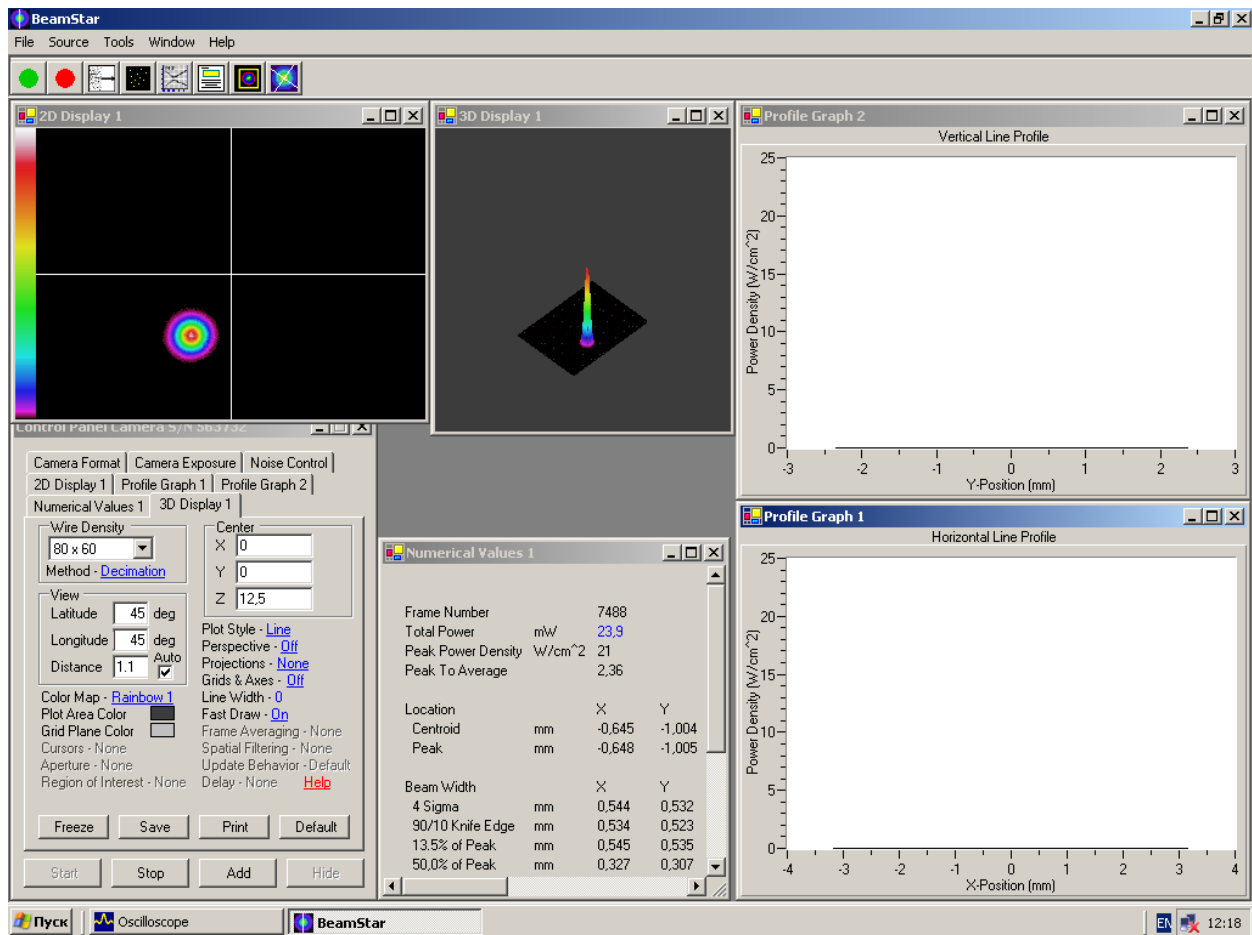 BeamStar
File Source Tools Window Help
2D Display 1
3D Display 1
Profile Graph 2
Vertical Line Profile
25
20
15
10
5
0
Power Density (W/cm^2)
-3 -2 -1 0 1 2 3
Y-Position (mm)
Control Panel Camera S/N 563732
Camera Format Camera Exposure Noise Control
2D Display 1 Profile Graph 1 Profile Graph 2
Numerical Values 1 3D Display 1
Wire Density
80 x 60
Method - Decimation
View
Latitude 45 deg
Longitude 45 deg
Distance 1.1 Auto
Color Map - Rainbow 1
Plot Area Color
Grid Plane Color
Cursors - None
Aperture - None
Region of Interest - None
Center
X 0
Y 0
Z 12,5
Plot Style - Line
Perspective - Off
Projections - None
Grids & Axes - Off
Line Width - 0
Fast Draw - On
Frame Averaging - None
Spatial Filtering - None
Update Behavior - Default
Delay - None Help
Freeze Save Print Default
Start Stop Add Hide
Numerical Values 1
Frame Number 7488
Total Power mW 23,9
Peak Power Density W/cm^2 21
Peak To Average 2,36
Location X Y
Centroid mm -0,645 -1,004
Peak mm -0,648 -1,005
Beam Width X Y
4 Sigma mm 0,544 0,532
90/10 Knife Edge mm 0,534 0,523
13.5% of Peak mm 0,545 0,535
50,0% of Peak mm 0,327 0,307
Profile Graph 1
Horizontal Line Profile
25
20
15
10
5
0
Power Density (W/cm^2)
-4 -3 -2 -1 0 1 2 3 4
X-Position (mm)
Пуск Oscilloscope BeamStar EN 12:18